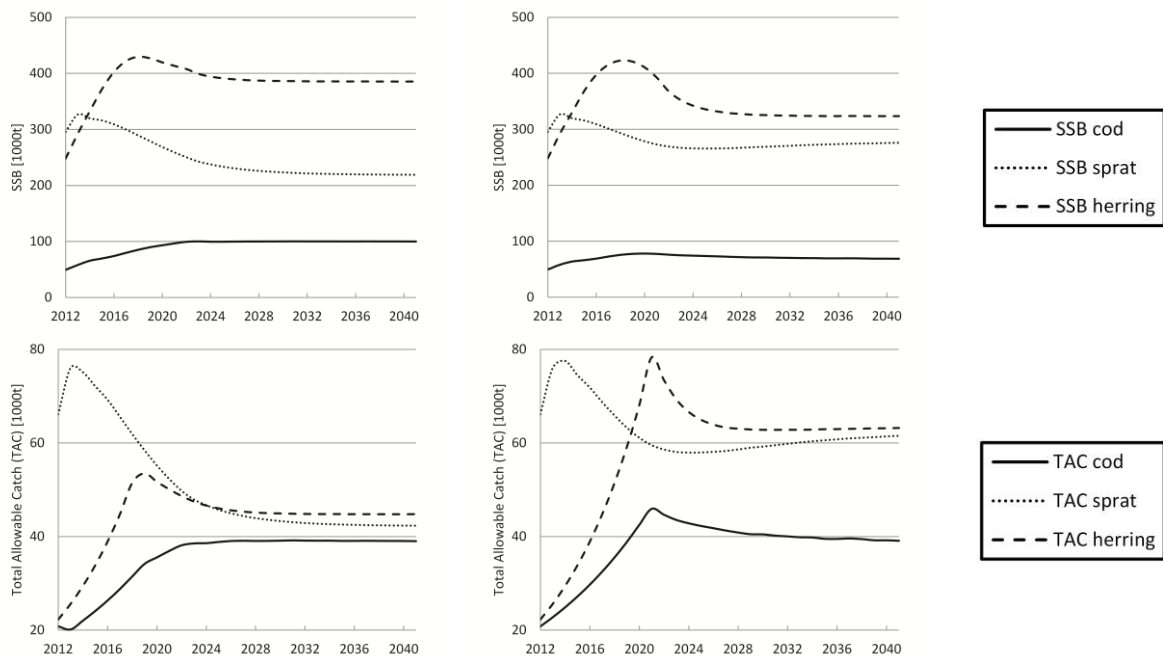 500
400
300
200
100
0
SSB [1000t]
2012 2016 2020 2024 2028 2032 2036 2040
500
400
300
200
100
0
SSB [1000t]
2012 2016 2020 2024 2028 2032 2036 2040
SSB cod
SSB sprat
SSB herring
80
60
40
20
Total Allowable Catch (TAC) [1000t]
2012 2016 2020 2024 2028 2032 2036 2040
80
60
40
20
Total Allowable Catch (TAC) [1000t]
2012 2016 2020 2024 2028 2032 2036 2040
TAC cod
TAC sprat
TAC herring